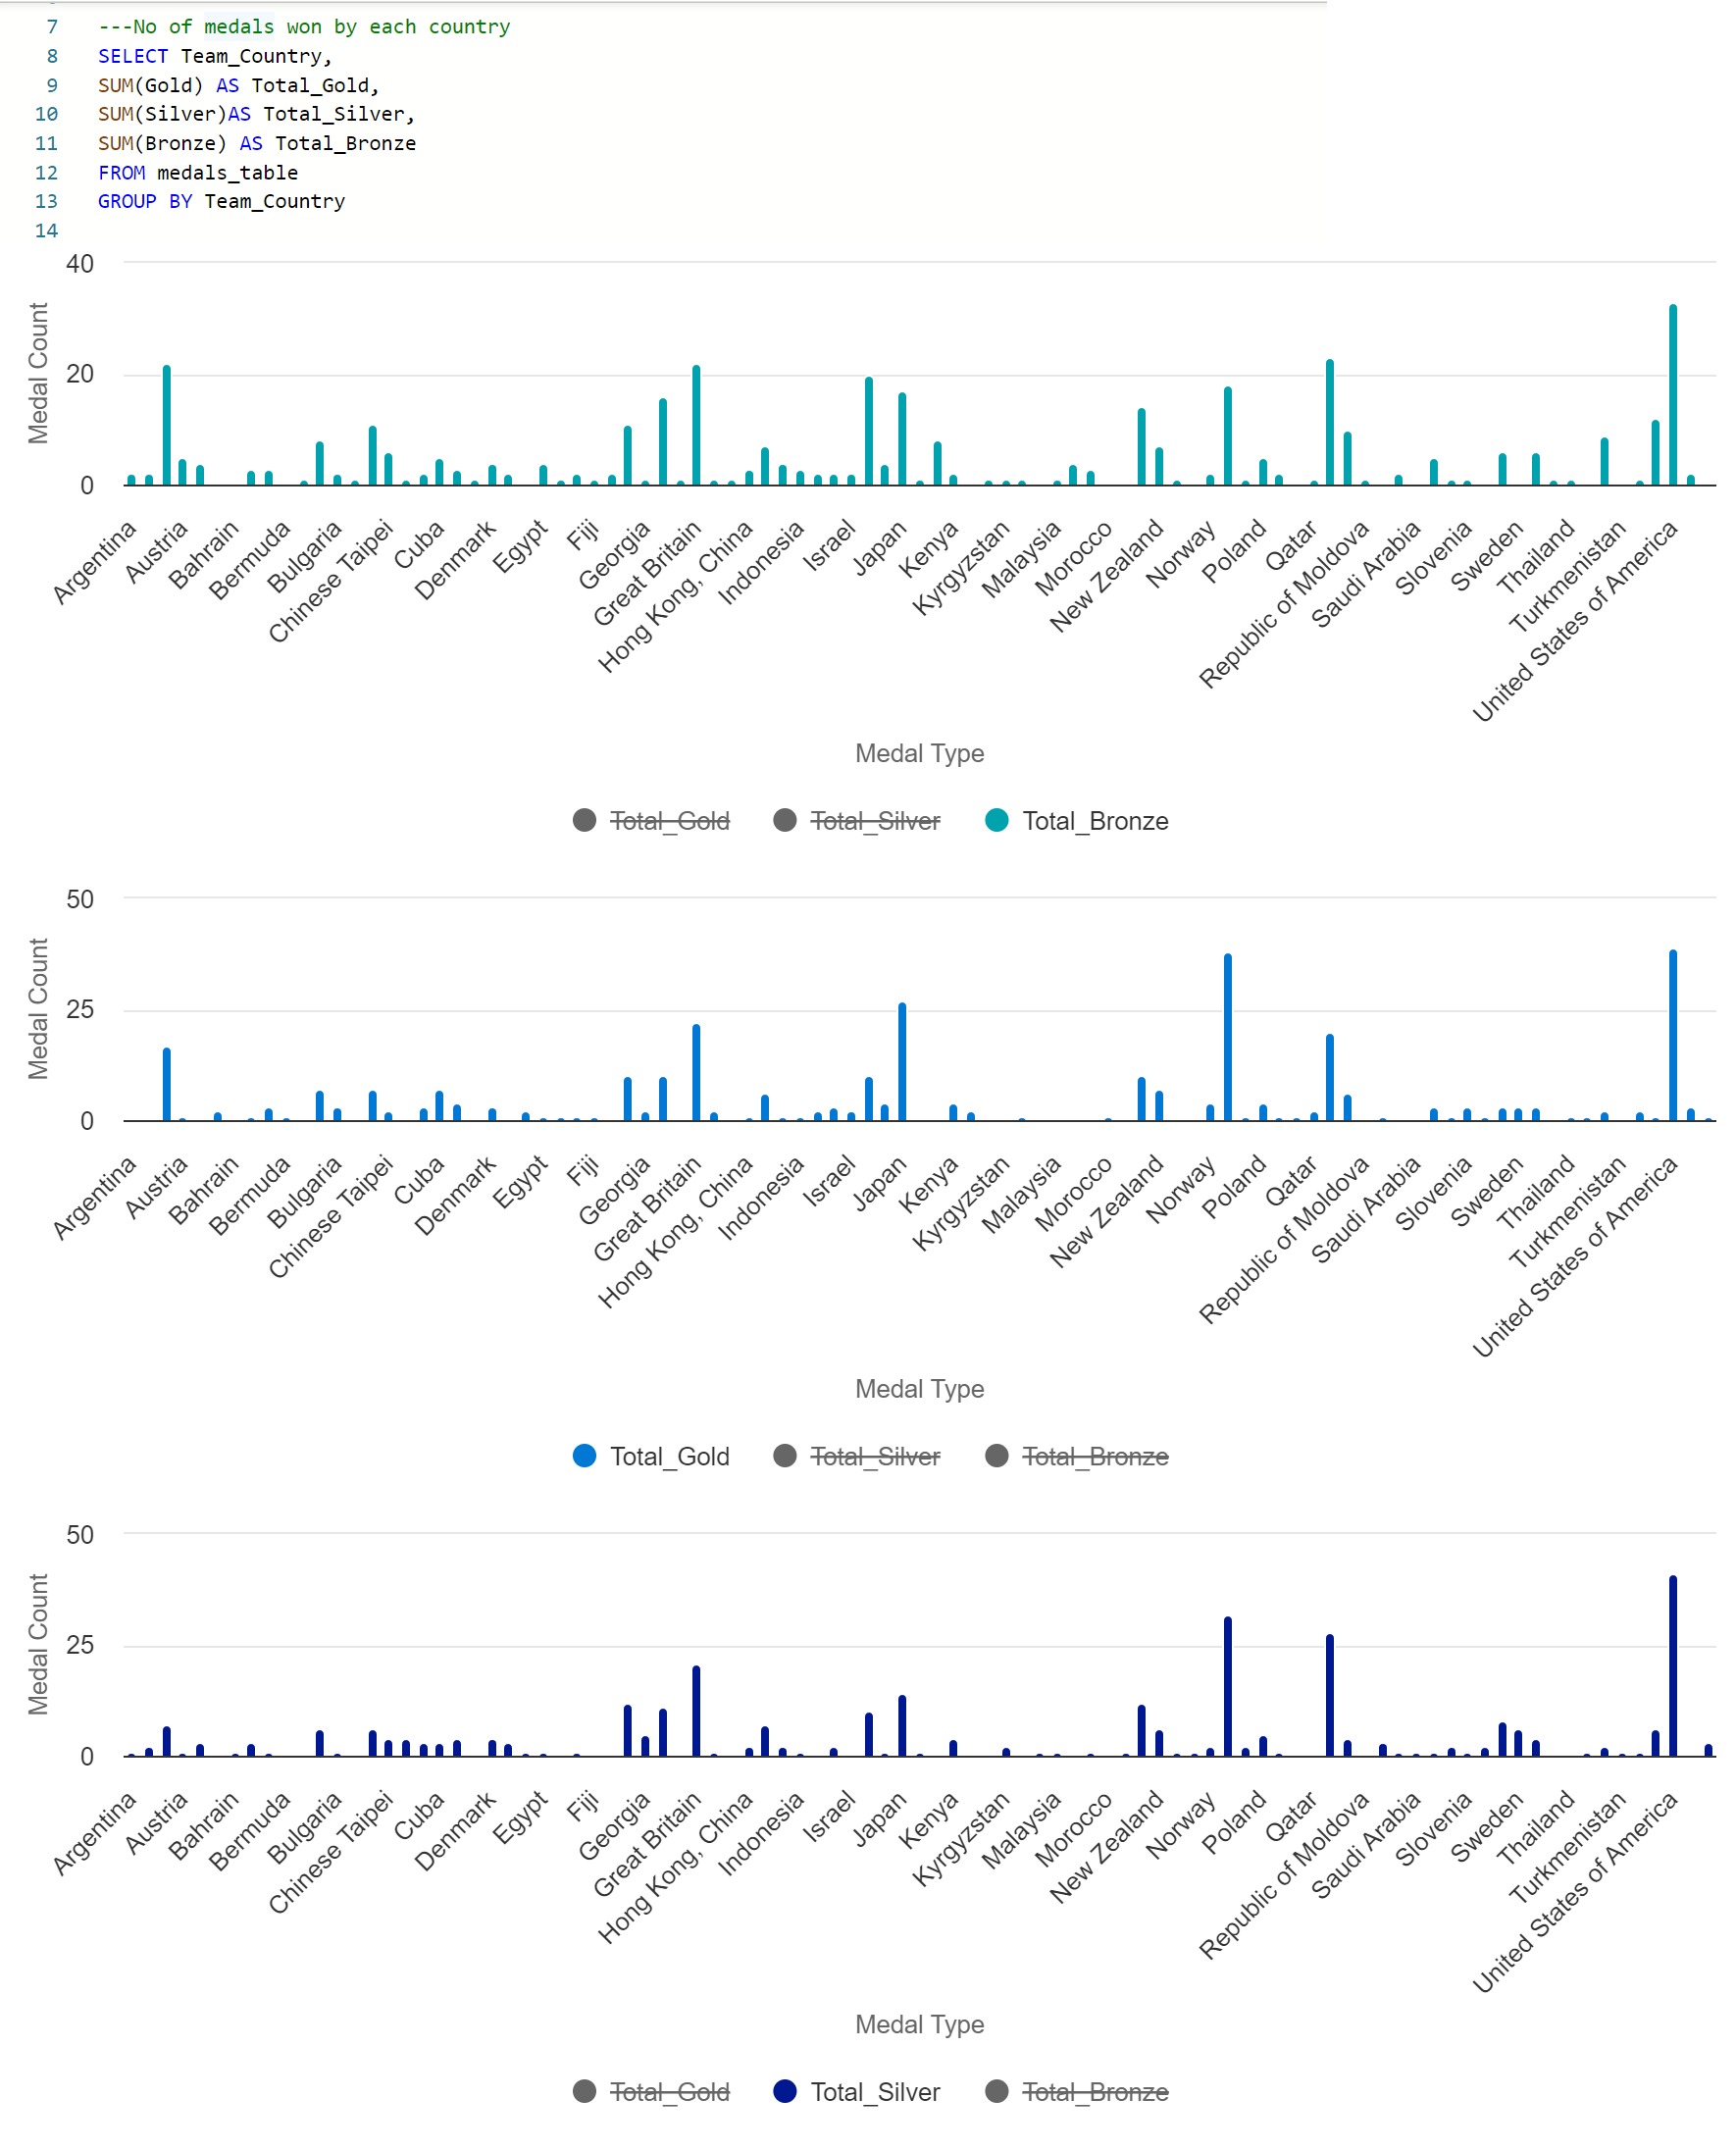 7 ---No of medals won by each country
8 SELECT Team_Country,
9 SUM(Gold) AS Total_Gold,
10 SUM(Silver)AS Total_Silver,
11 SUM(Bronze) AS Total_Bronze
12 FROM medals_table
13 GROUP BY Team_Country
14
40
20
0
Medal Count
Argentina
Austria
Bahrain
Bermuda
Bulgaria
Chinese Taipei
Cuba
Denmark
Egypt
Fiji
Georgia
Great Britain
Hong Kong, China
Indonesia
Israel
Japan
Kenya
Kyrgyzstan
Malaysia
Morocco
New Zealand
Norway
Poland
Qatar
Republic of Moldova
Saudi Arabia
Slovenia
Sweden
Thailand
Turkmenistan
United States of America
Medal Type
Total_Gold Total_Silver Total_Bronze
50
25
0
Medal Count
Argentina
Austria
Bahrain
Bermuda
Bulgaria
Chinese Taipei
Cuba
Denmark
Egypt
Fiji
Georgia
Great Britain
Hong Kong, China
Indonesia
Israel
Japan
Kenya
Kyrgyzstan
Malaysia
Morocco
New Zealand
Norway
Poland
Qatar
Republic of Moldova
Saudi Arabia
Slovenia
Sweden
Thailand
Turkmenistan
United States of America
Medal Type
Total_Gold Total_Silver Total_Bronze
50
25
0
Medal Count
Argentina
Austria
Bahrain
Bermuda
Bulgaria
Chinese Taipei
Cuba
Denmark
Egypt
Fiji
Georgia
Great Britain
Hong Kong, China
Indonesia
Israel
Japan
Kenya
Kyrgyzstan
Malaysia
Morocco
New Zealand
Norway
Poland
Qatar
Republic of Moldova
Saudi Arabia
Slovenia
Sweden
Thailand
Turkmenistan
United States of America
Medal Type
Total_Gold Total_Silver Total_Bronze